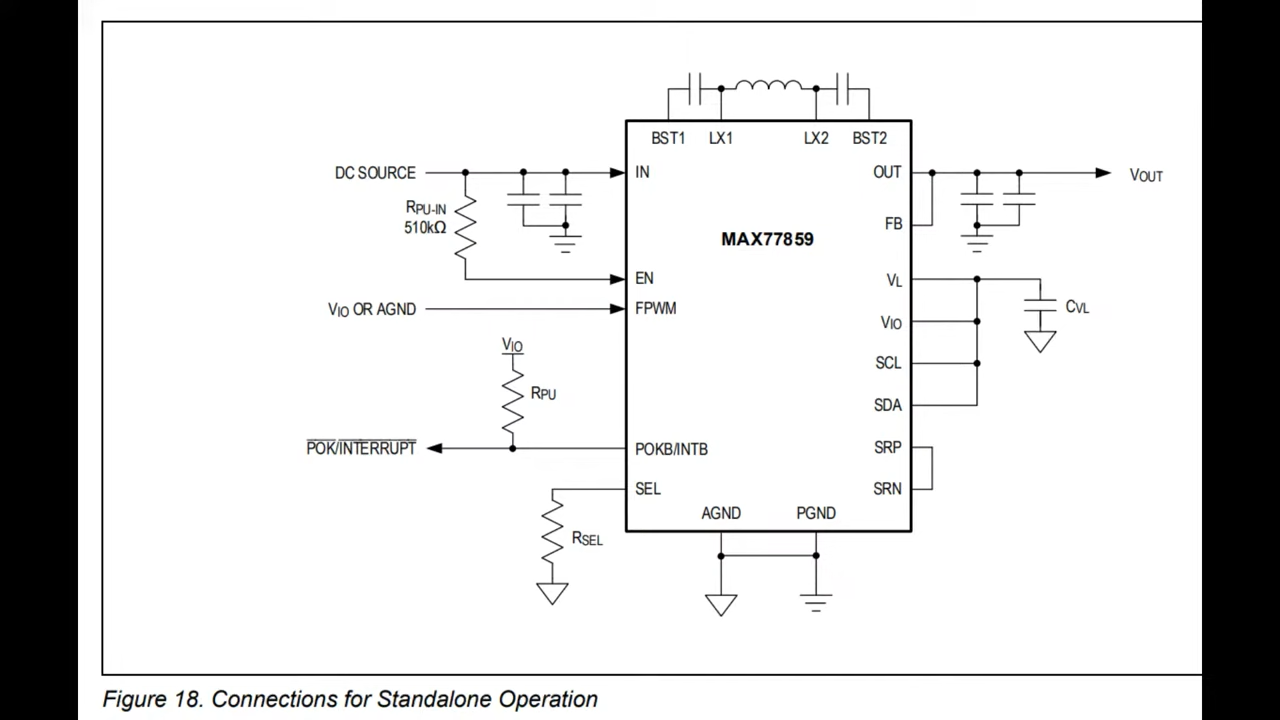 BST1 LX1 LX2 BST2
DC SOURCE
IN
OUT
VOUT
RPU-IN
510kΩ
FB
MAX77859
EN
VL
VIO OR AGND
FPWM
CVL
VIO
VIO
SCL
RPU
SDA
POK/INTERRUPT
POKB/INTB
SRP
SEL
SRN
AGND PGND
RSEL
Figure 18. Connections for Standalone Operation